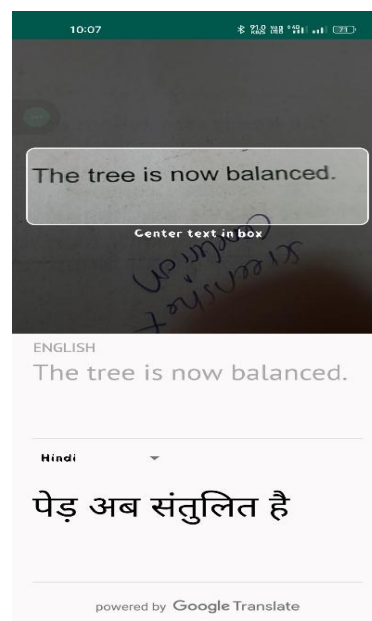 10:07
The tree is now balanced.
Center text in box
ENGLISH
The tree is now balanced.
Hindi
पेड़ अब संतुलित है
powered by Google Translate